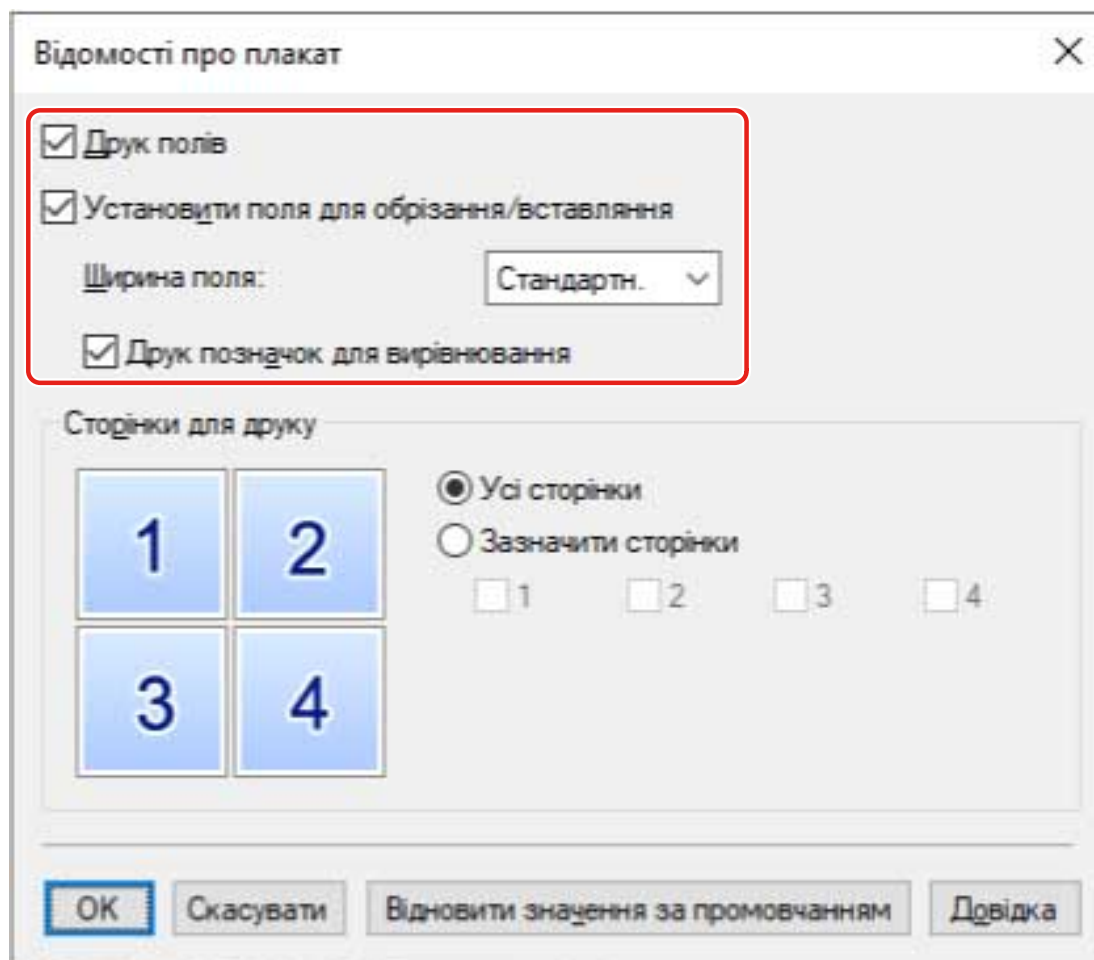 Відомості про плакат
Друк полів
Установити поля для обрізання/вставляння
Ширина поля: Стандартн.
Друк позначок для вирівнювання
Сторінки для друку
1 2
3 4
Усі сторінки
Зазначити сторінки
1 2 3 4
OK Скасувати Відновити значення за промовчанням Довідка